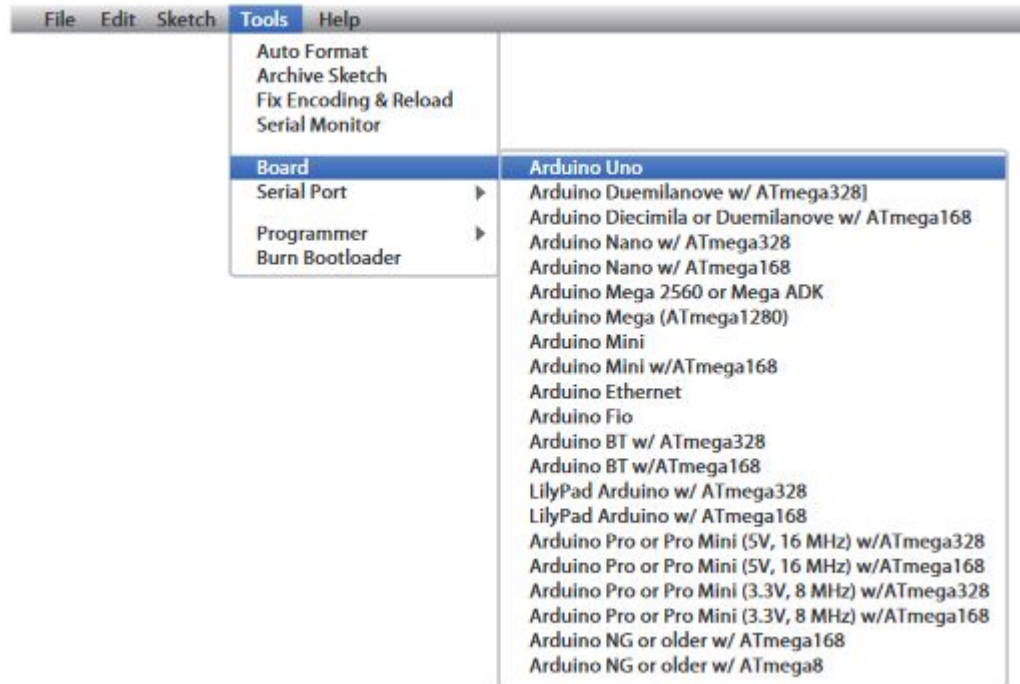 File Edit Sketch Tools Help
Auto Format
Archive Sketch
Fix Encoding & Reload
Serial Monitor
Board
Serial Port
Programmer
Burn Bootloader
Arduino Uno
Arduino Duemilanove w/ ATmega328]
Arduino Diecimila or Duemilanove w/ ATmega168
Arduino Nano w/ ATmega328
Arduino Nano w/ ATmega168
Arduino Mega 2560 or Mega ADK
Arduino Mega (ATmega1280)
Arduino Mini
Arduino Mini w/ATmega168
Arduino Ethernet
Arduino Fio
Arduino BT w/ ATmega328
Arduino BT w/ATmega168
LilyPad Arduino w/ ATmega328
LilyPad Arduino w/ ATmega168
Arduino Pro or Pro Mini (5V, 16 MHz) w/ATmega328
Arduino Pro or Pro Mini (5V, 16 MHz) w/ATmega168
Arduino Pro or Pro Mini (3.3V, 8 MHz) w/ATmega328
Arduino Pro or Pro Mini (3.3V, 8 MHz) w/ATmega168
Arduino NG or older w/ ATmega168
Arduino NG or older w/ ATmega8